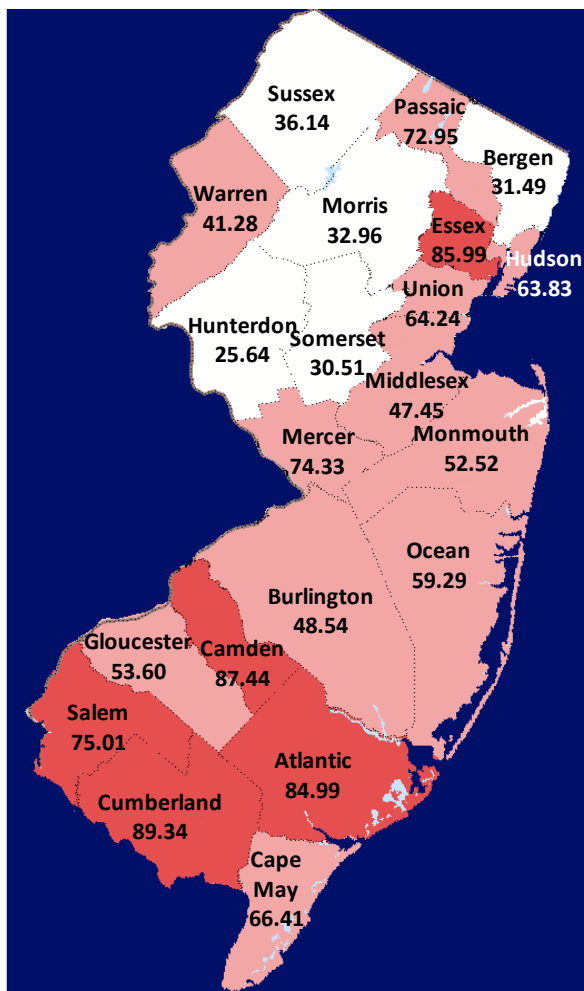 Sussex
36.14
Passaic
72.95
Bergen
31.49
Warren
41.28
Morris
32.96
Essex
85.99
Hudson
63.83
Union
64.24
Hunterdon
25.64
Somerset
30.51
Middlesex
47.45
Mercer
74.33
Monmouth
52.52
Ocean
59.29
Burlington
48.54
Gloucester
53.60
Camden
87.44
Salem
75.01
Atlantic
84.99
Cumberland
89.34
Cape
May
66.41